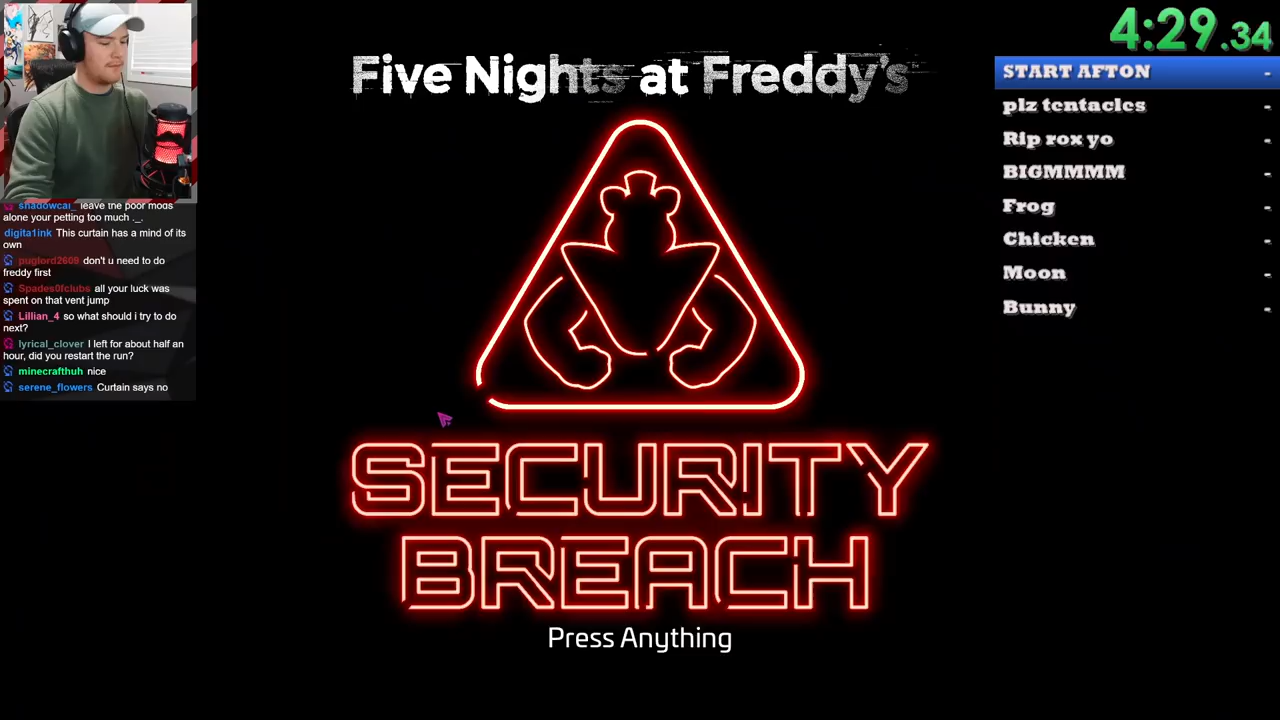 shadowcal_ leave the poor mods
alone your petting too much ._.
digita1ink This curtain has a mind of its
own
puglord2609 don't u need to do
freddy first
Spades0fclubs all your luck was
spent on that vent jump
Lillian_4 so what should i try to do
next?
lyrical_clover I left for about half an
hour, did you restart the run?
minecrafthuh nice
serene_flowers Curtain says no
Five Nights at Freddy's
SECURITY
BREACH
Press Anything
4:29.34
START AFTON -
plz tentacles -
Rip rox yo -
BIGMMMM -
Frog -
Chicken -
Moon -
Bunny -